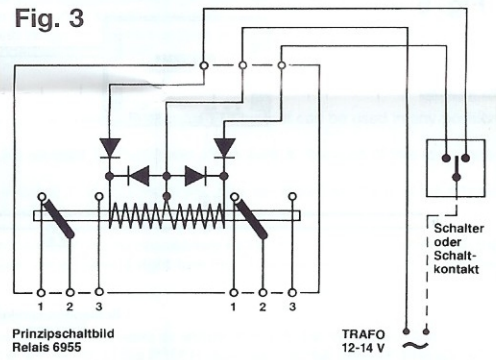 Fig. 3
Schalter
oder
Schalt-
kontakt
1 2 3 1 2 3
Prinzipschaltbild
Relais 6955
TRAFO
12-14 V ~